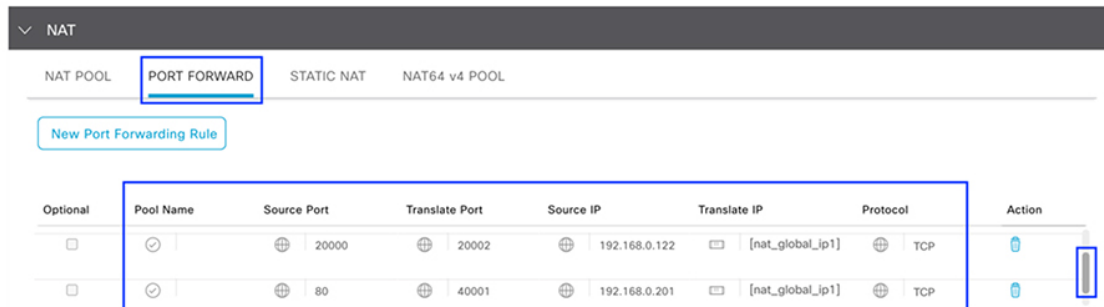 NAT
NAT POOL PORT FORWARD STATIC NAT NAT64 v4 POOL
New Port Forwarding Rule
Optional Pool Name Source Port Translate Port Source IP Translate IP Protocol Action
20000 20002 192.168.0.122 [nat_global_ip1] TCP
80 40001 192.168.0.201 [nat_global_ip1] TCP